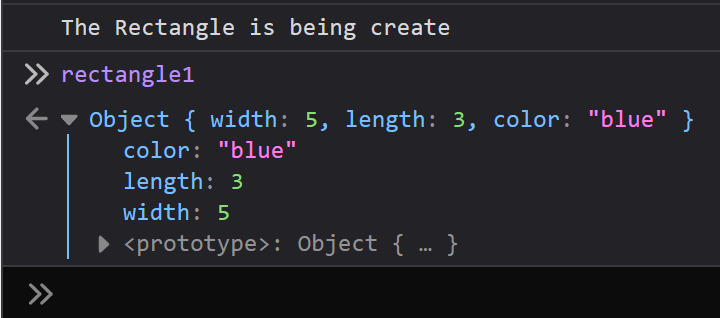 The Rectangle is being create
rectangle1
Object { width: 5, length: 3, color: "blue" }
color: "blue"
length: 3
width: 5
<prototype>: Object { … }